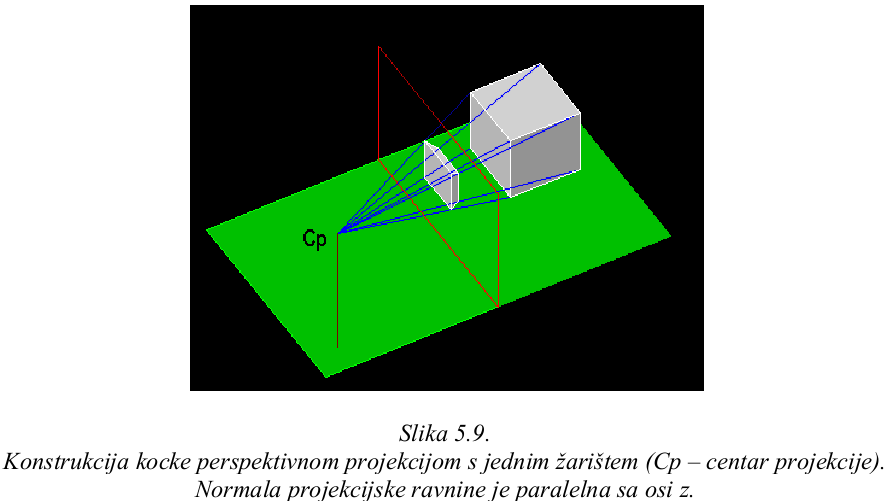 Cp
Slika 5.9.
Konstrukcija kocke perspektivnom projekcijom s jednim žarištem (Cp – centar projekcije).
Normala projekcijske ravnine je paralelna sa osi z.